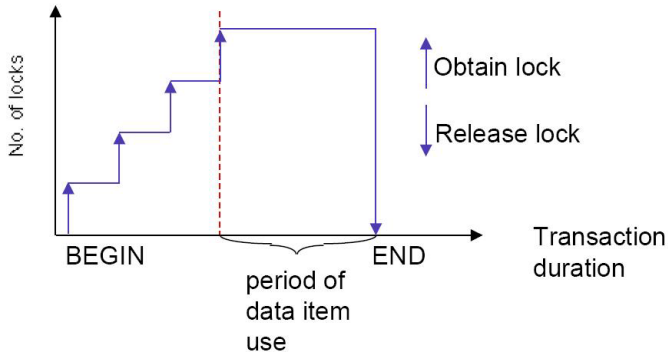 No. of locks
Obtain lock
Release lock
BEGIN
END
Transaction
duration
period of
data item
use